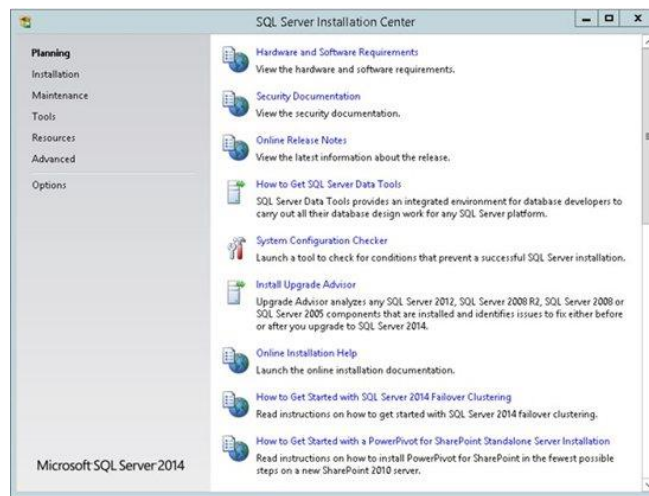 SQL Server Installation Center
Planning
Installation
Maintenance
Tools
Resources
Advanced
Options
Microsoft SQL Server 2014
Hardware and Software Requirements
View the hardware and software requirements.
Security Documentation
View the security documentation.
Online Release Notes
View the latest information about the release.
How to Get SQL Server Data Tools
SQL Server Data Tools provides an integrated environment for database developers to
carry out all their database design work for any SQL Server platform.
System Configuration Checker
Launch a tool to check for conditions that prevent a successful SQL Server installation.
Install Upgrade Advisor
Upgrade Advisor analyzes any SQL Server 2012, SQL Server 2008 R2, SQL Server 2008 or
SQL Server 2005 components that are installed and identifies issues to fix either before
or after you upgrade to SQL Server 2014.
Online Installation Help
Launch the online installation documentation.
How to Get Started with SQL Server 2014 Failover Clustering
Read instructions on how to get started with SQL Server 2014 failover clustering.
How to Get Started with a PowerPivot for SharePoint Standalone Server Installation
Read instructions on how to install PowerPivot for SharePoint in the fewest possible
steps on a new SharePoint 2010 server.